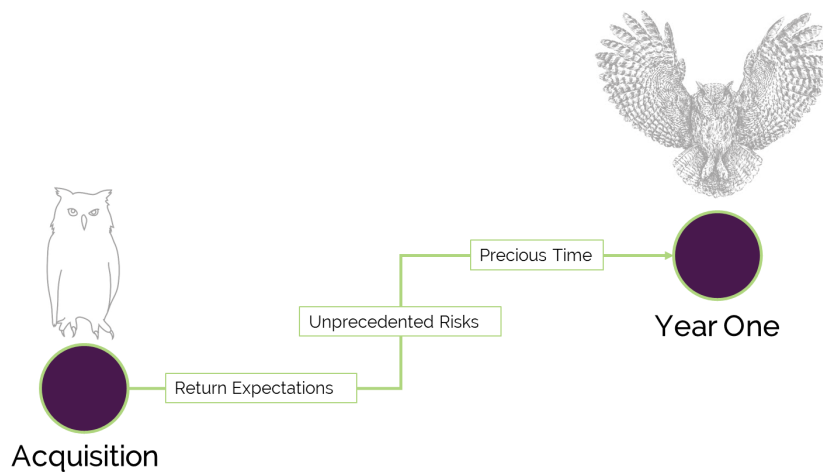 Acquisition
Return Expectations
Unprecedented Risks
Precious Time
Year One